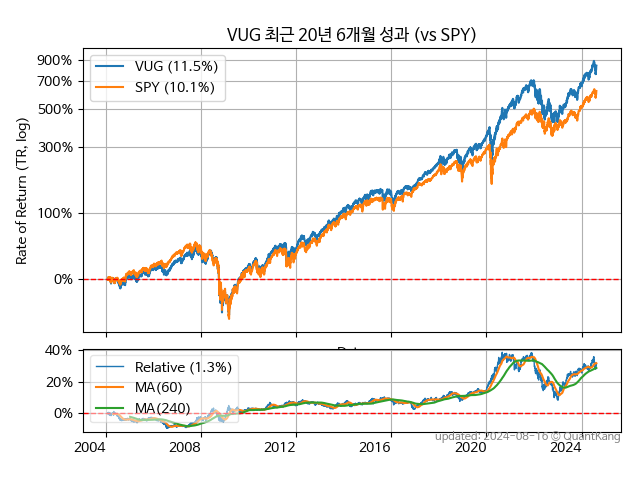 VUG 최근 20년 6개월 성과 (vs SPY)
900%
700%
500%
300%
100%
0%
Rate of Return (TR, log)
VUG (11.5%)
SPY (10.1%)
40%
20%
0%
Relative (1.3%)
MA(60)
MA(240)
2004
2008
2012
2016
2020
2024
updated: 2024-08-16 © QuantKang